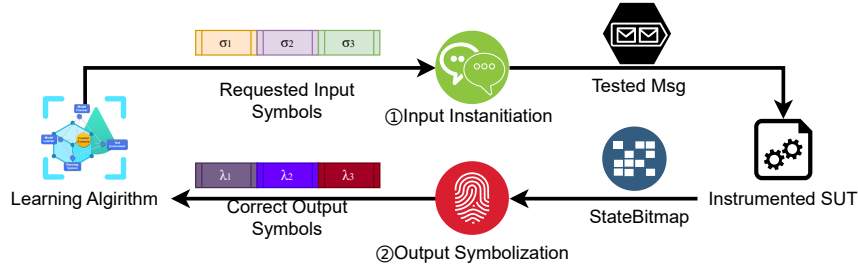 σ1 σ2 σ3
Requested Input
Symbols
①Input Instanitiation
Tested Msg
Learning Algirithm
λ1 λ2 λ3
Correct Output
Symbols
②Output Symbolization
StateBitmap
Instrumented SUT